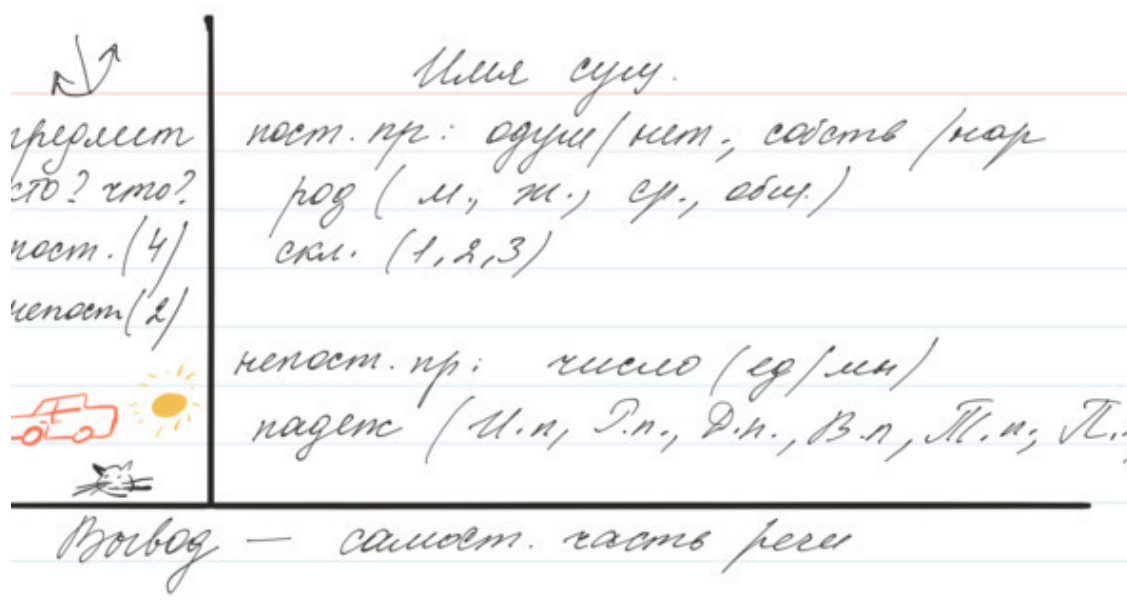 Имя сущ.
предмет
кто? что?
пост. (4)
непост (2)
пост. пр: одуш/нет., собств/нар
род (м., ж., ср., общ.)
скл. (1,2,3)
непост. пр: число (ед/мн)
падеж (И.п, Р.п., Д.п., В.п, Т.п, П.
Вывод — самост. часть речи